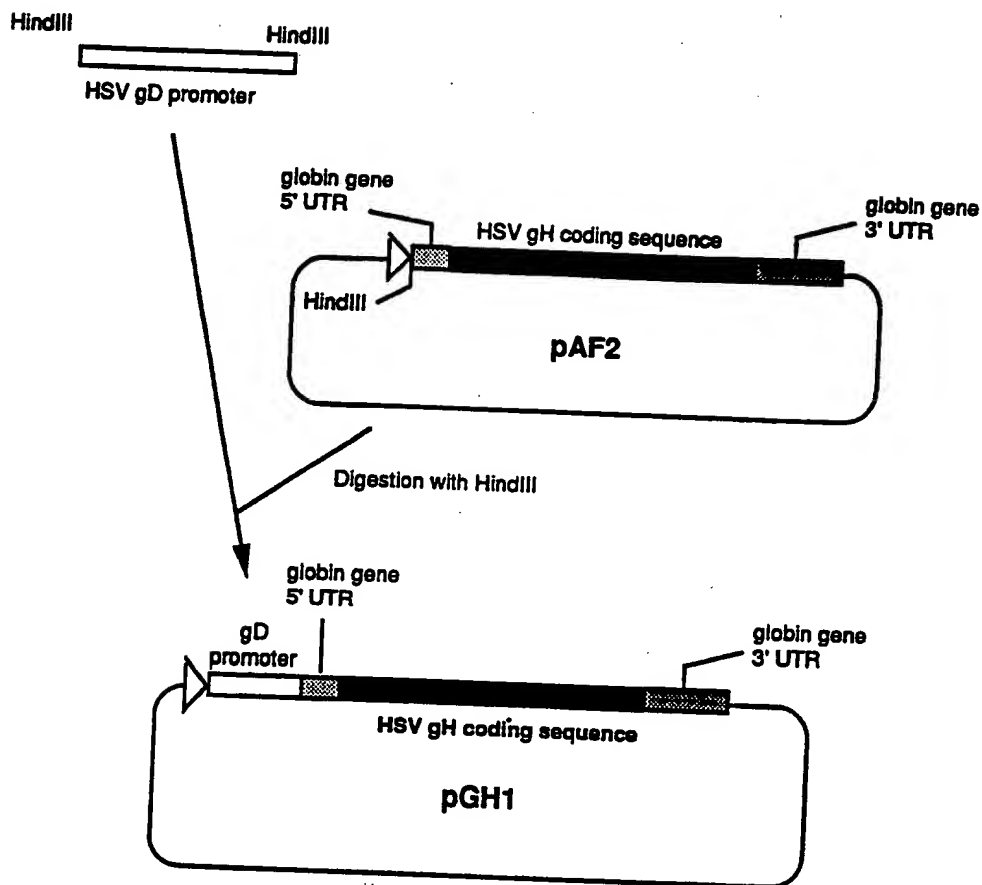 HindIII
HindIII
HSV gD promoter
globin gene
5' UTR
HSV gH coding sequence
globin gene
3' UTR
HindIII
pAF2
Digestion with HindIII
globin gene
5' UTR
gD
promoter
globin gene
3' UTR
HSV gH coding sequence
pGH1